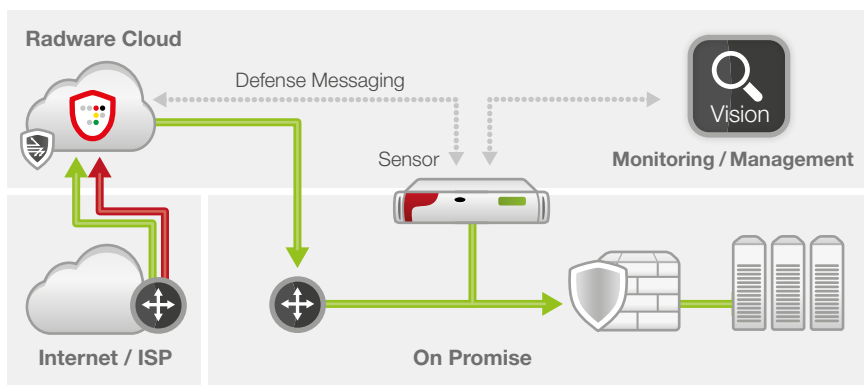 Radware Cloud
Defense Messaging
Vision
Sensor
Monitoring / Management
Internet / ISP
On Promise